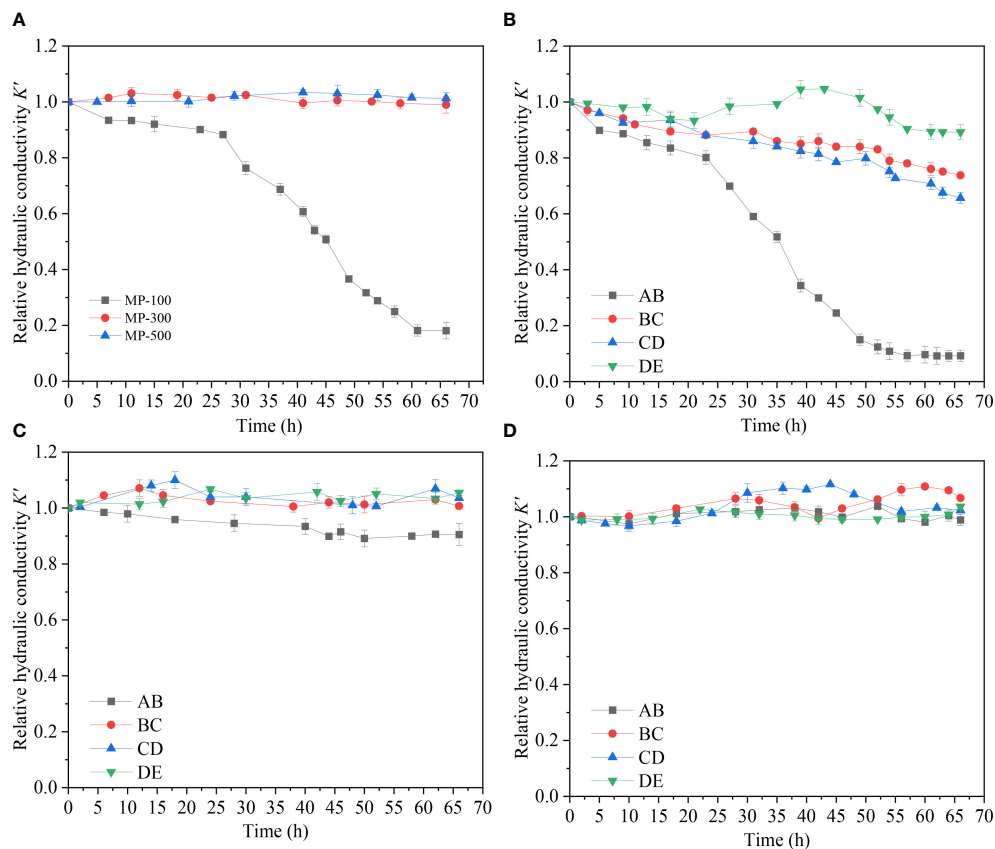 A
Relative hydraulic conductivity K′
1.2
1.0
0.8
0.6
0.4
0.2
0.0
MP-100
MP-300
MP-500
0 5 10 15 20 25 30 35 40 45 50 55 60 65 70
Time (h)
B
Relative hydraulic conductivity K′
1.2
1.0
0.8
0.6
0.4
0.2
0.0
AB
BC
CD
DE
0 5 10 15 20 25 30 35 40 45 50 55 60 65 70
Time (h)
C
Relative hydraulic conductivity K′
1.2
1.0
0.8
0.6
0.4
0.2
0.0
AB
BC
CD
DE
0 5 10 15 20 25 30 35 40 45 50 55 60 65 70
Time (h)
D
Relative hydraulic conductivity K′
1.2
1.0
0.8
0.6
0.4
0.2
0.0
AB
BC
CD
DE
0 5 10 15 20 25 30 35 40 45 50 55 60 65 70
Time (h)